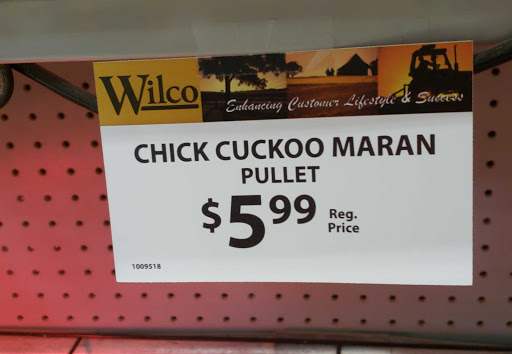 Wilco
Enhancing Customer Lifestyle & Success
CHICK CUCKOO MARAN
PULLET
$5.99 Reg. Price
1009518